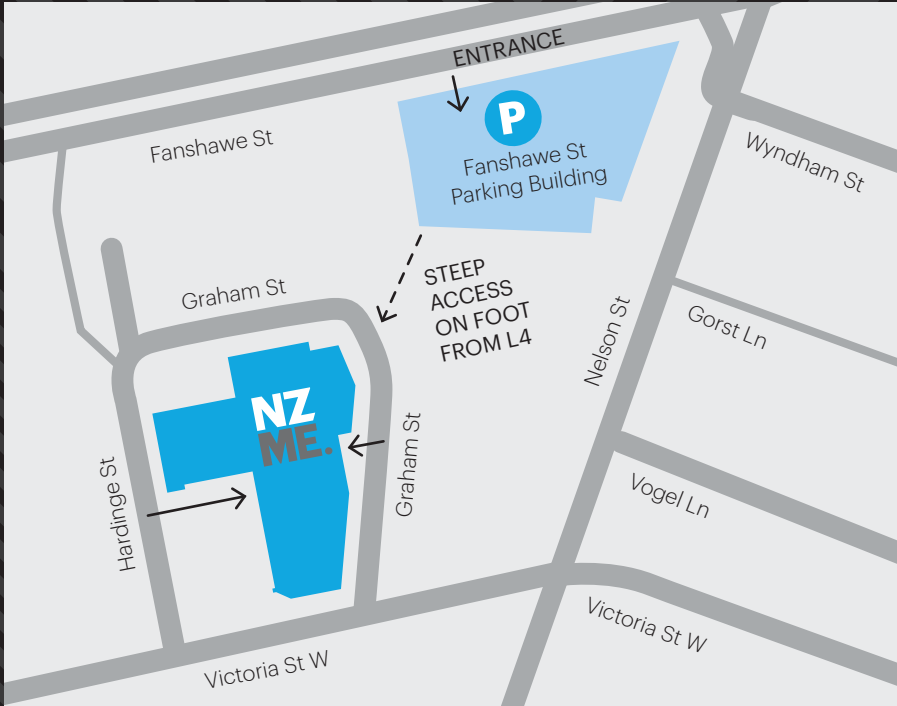 ENTRANCE
P
Fanshawe St
Parking Building
Fanshawe St
Wyndham St
STEEP
ACCESS
ON FOOT
FROM L4
Graham St
Nelson St
Gorst Ln
NZ
ME.
Graham St
Hardinge St
Vogel Ln
Victoria St W
Victoria St W